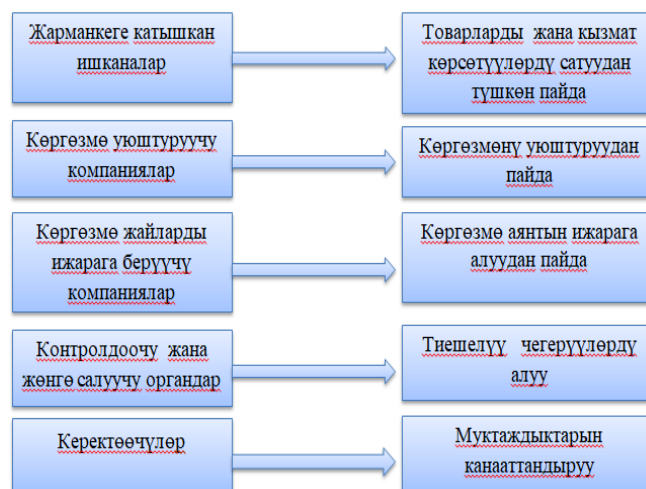 Жарманкеге катышкан
ишканалар
Товарларды жана кызмат
көрсөтүүлөрдү сатуудан
түшкөн пайда
Көргөзмө уюштуруучу
компаниялар
Көргөзмөнү уюштуруудан
пайда
Көргөзмө жайларды
ижарага берүүчү
компаниялар
Көргөзмө аянтын ижарага
алуудан пайда
Контролдоочу жана
жөнгө салуучу органдар
Тиешелүү чегерүүлөрдү
алуу
Керектөөчүлөр
Муктаждыктарын
канааттандыруу